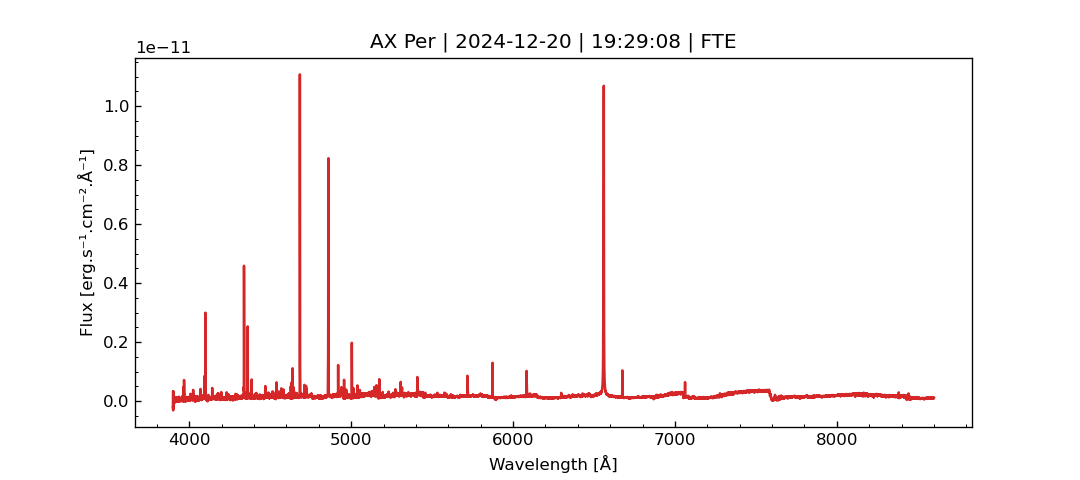 AX Per | 2024-12-20 | 19:29:08 | FTE
1e−11
1.0
0.8
0.6
0.4
0.2
0.0
Flux [erg.s⁻¹.cm⁻².Å⁻¹]
4000 5000 6000 7000 8000
Wavelength [Å]